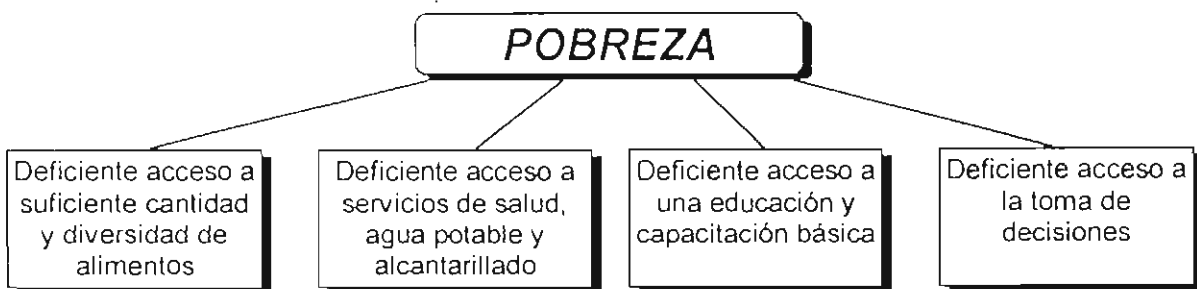 POBREZA
Deficiente acceso a
suficiente cantidad
y diversidad de
alimentos
Deficiente acceso a
servicios de salud,
agua potable y
alcantarillado
Deficiente acceso a
una educación y
capacitación básica
Deficiente acceso a
la toma de
decisiones